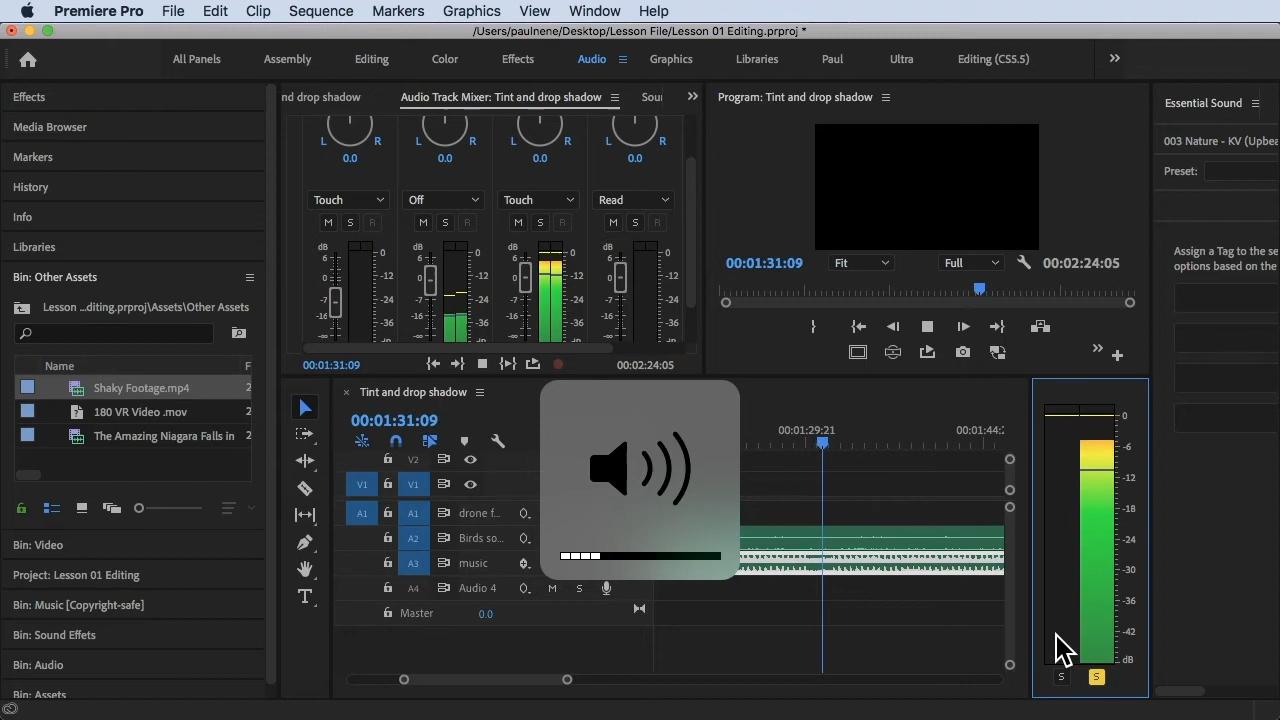 Premiere Pro File Edit Clip Sequence Markers Graphics View Window Help
/Users/paulnene/Desktop/Lesson File/Lesson 01 Editing.prproj *
All Panels Assembly Editing Color Effects Audio Graphics Libraries Paul Ultra Editing (CS5.5)
Effects
Media Browser
Markers
History
Info
Libraries
Bin: Other Assets
Lesson ..diting.prproj\Assets\Other Assets
Name F
Shaky Footage.mp4 2
180 VR Video .mov 2
The Amazing Niagara Falls in 2
Bin: Video
Project: Lesson 01 Editing
Bin: Music [Copyright-safe]
Bin: Sound Effets
Bin: Audio
Bin: Assets
nd drop shadow Audio Track Mixer: Tint and drop shadow Sou
L R L R L R L R
0.0 0.0 0.0 0.0
Touch Off Touch Read
M S R M S R M S R M S R
dB dB dB dB
6 0 -7 -16 -∞ 0 -12 -24 -36
6 0 -7 -16 -∞ 0 -12 -24 -36
6 0 -7 -16 -∞ 0 -12 -24 -36
6 0 -7 -16 -∞ 0 -12 -24 -36
00:01:31:09 00:02:24:05
Program: Tint and drop shadow
00:01:31:09 Fit Full 00:02:24:05
Essential Sound
003 Nature - KV (Upbea
Preset:
Assign a Tag to the se
options based on the
Tint and drop shadow
00:01:31:09
00:01:29:21 00:01:44:2
V2
V1 V1
A1 A1 drone f...
A2 Birds so...
A3 music
A4 Audio 4 M S
Master 0.0
0
-6
-12
-18
-24
-30
-36
-42
dB
S S